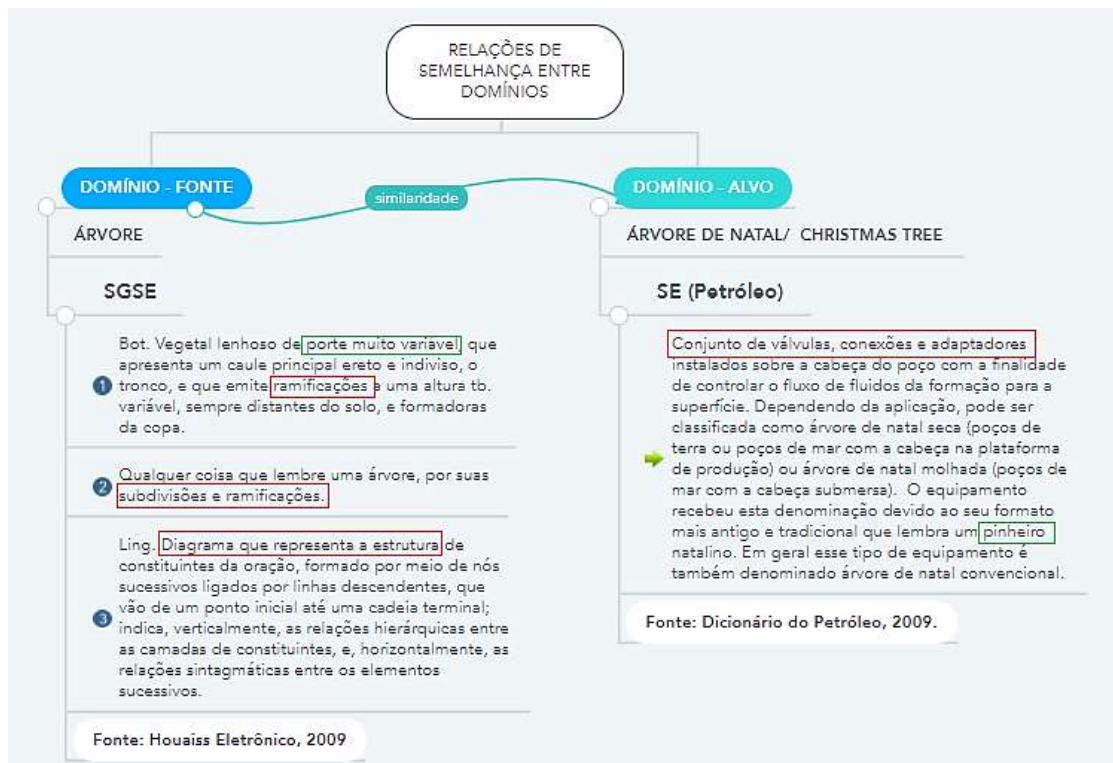 RELAÇÕES DE
SEMELHANÇA ENTRE
DOMÍNIOS
DOMÍNIO - FONTE
similaridade
DOMÍNIO - ALVO
ÁRVORE
SGSE
1
Bot. Vegetal lenhoso de porte muito variável, que
apresenta um caule principal ereto e indiviso, o
tronco, e que emite ramificações a uma altura tb.
variável, sempre distantes do solo, e formadoras
da copa.
2
Qualquer coisa que lembre uma árvore, por suas
subdivisões e ramificações.
3
Ling. Diagrama que representa a estrutura de
constituintes da oração, formado por meio de nós
sucessivos ligados por linhas descendentes, que
vão de um ponto inicial até uma cadeia terminal;
indica, verticalmente, as relações hierárquicas entre
as camadas de constituintes, e, horizontalmente, as
relações sintagmáticas entre os elementos
sucessivos.
Fonte: Houaiss Eletrônico, 2009
ÁRVORE DE NATAL/ CHRISTMAS TREE
SE (Petróleo)
Conjunto de válvulas, conexões e adaptadores
instalados sobre a cabeça do poço com a finalidade
de controlar o fluxo de fluidos da formação para a
superfície. Dependendo da aplicação, pode ser
classificada como árvore de natal seca (poços de
terra ou poços de mar com a cabeça na plataforma
de produção) ou árvore de natal molhada (poços de
mar com a cabeça submersa). O equipamento
recebeu esta denominação devido ao seu formato
mais antigo e tradicional que lembra um pinheiro
natalino. Em geral esse tipo de equipamento é
também denominado árvore de natal convencional.
Fonte: Dicionário do Petróleo, 2009.